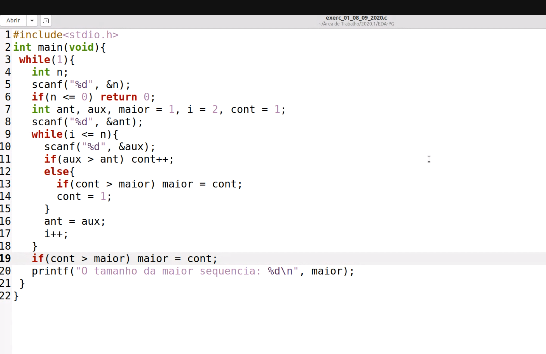 Abrir
exerc_01_08_09_2020.c
1 #include<stdio.h>
2 int main(void){
3 while(1){
4 int n;
5 scanf("%d", &n);
6 if(n <= 0) return 0;
7 int ant, aux, maior = 1, i = 2, cont = 1;
8 scanf("%d", &ant);
9 while(i <= n){
10 scanf("%d", &aux);
11 if(aux > ant) cont++;
12 else{
13 if(cont > maior) maior = cont;
14 cont = 1;
15 }
16 ant = aux;
17 i++;
18 }
19 if(cont > maior) maior = cont;
20 printf("O tamanho da maior sequencia: %d\n", maior);
21 }
22 }